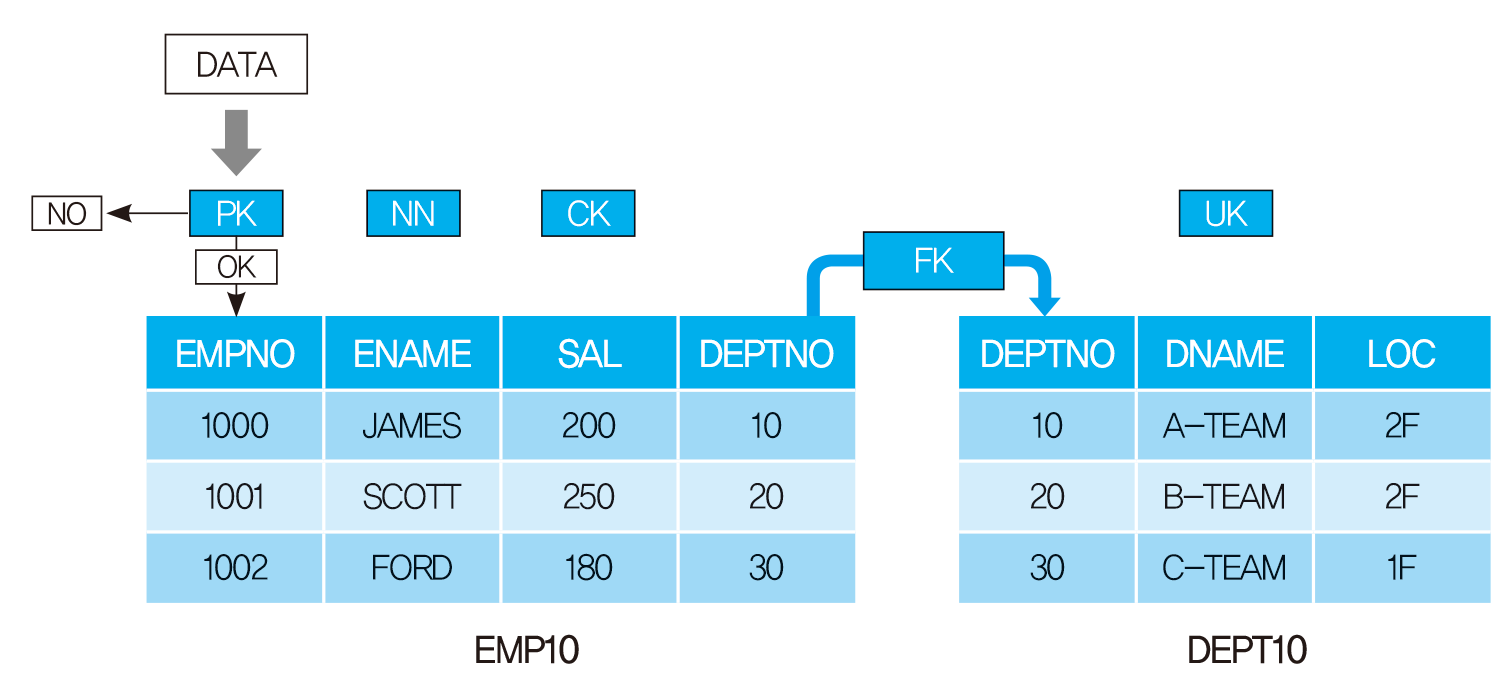 DATA
NO
PK
NN
CK
UK
OK
FK
EMPNO ENAME SAL DEPTNO
1000 JAMES 200 10
1001 SCOTT 250 20
1002 FORD 180 30
EMP10
DEPTNO DNAME LOC
10 A-TEAM 2F
20 B-TEAM 2F
30 C-TEAM 1F
DEPT10